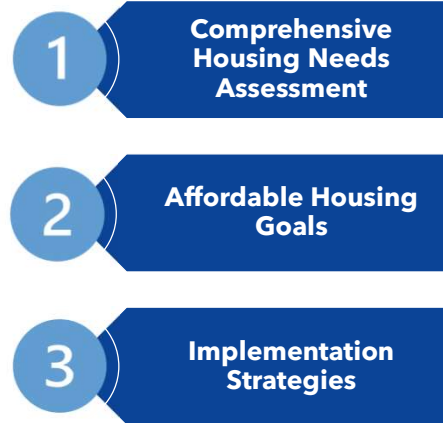 1
Comprehensive
Housing Needs
Assessment
2
Affordable Housing
Goals
3
Implementation
Strategies